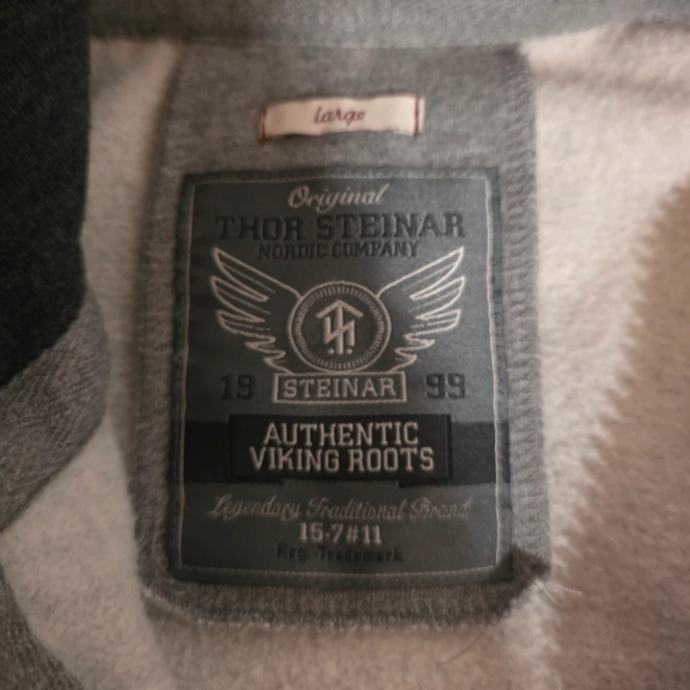 large
Original
THOR STEINAR
NORDIC COMPANY
19 STEINAR 99
AUTHENTIC
VIKING ROOTS
Legendary Traditional Brand
15.7#11
Reg. Trademark